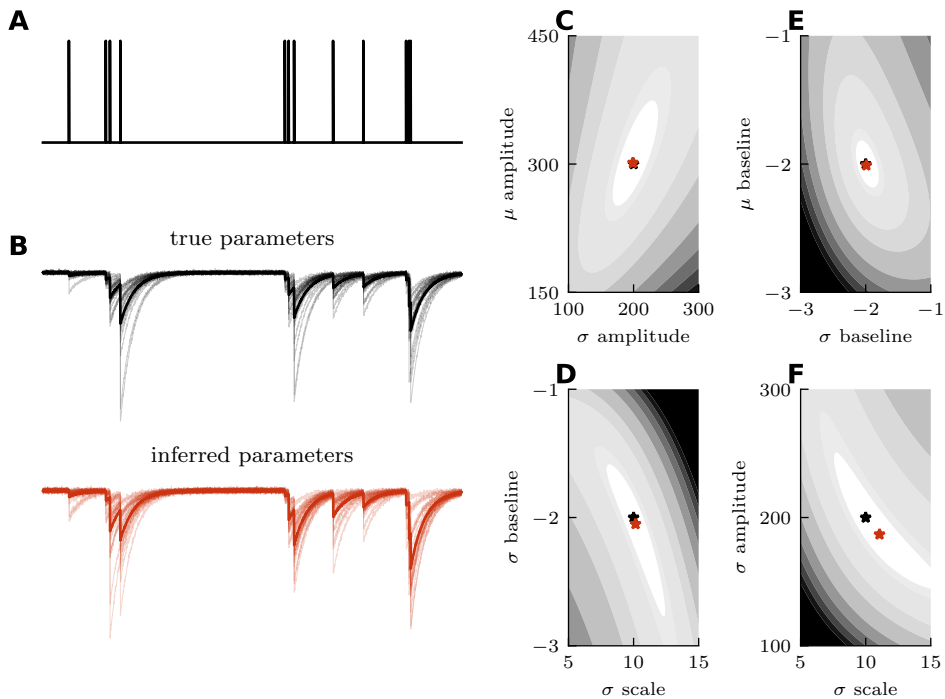 A
B
true parameters
inferred parameters
C
450
300
150
μ amplitude
100 200 300
σ amplitude
E
−1
−2
−3
μ baseline
−3 −2 −1
σ baseline
D
−1
−2
−3
σ baseline
5 10 15
σ scale
F
300
200
100
σ amplitude
5 10 15
σ scale